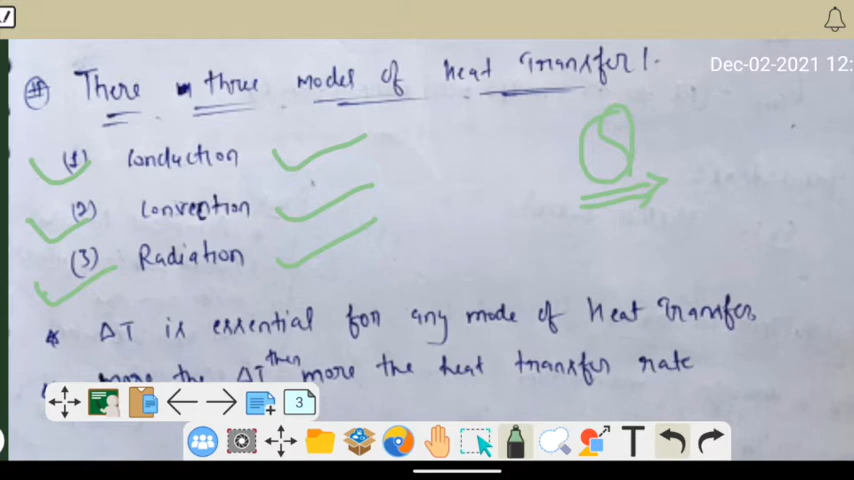 Dec-02-2021 12:
There three modes of heat Transfer!.
(1) Conduction
(2) Convention
(3) Radiation
* ΔT is essential for any mode of Heat Transfer
more the ΔT then more the heat transfer rate
3
T